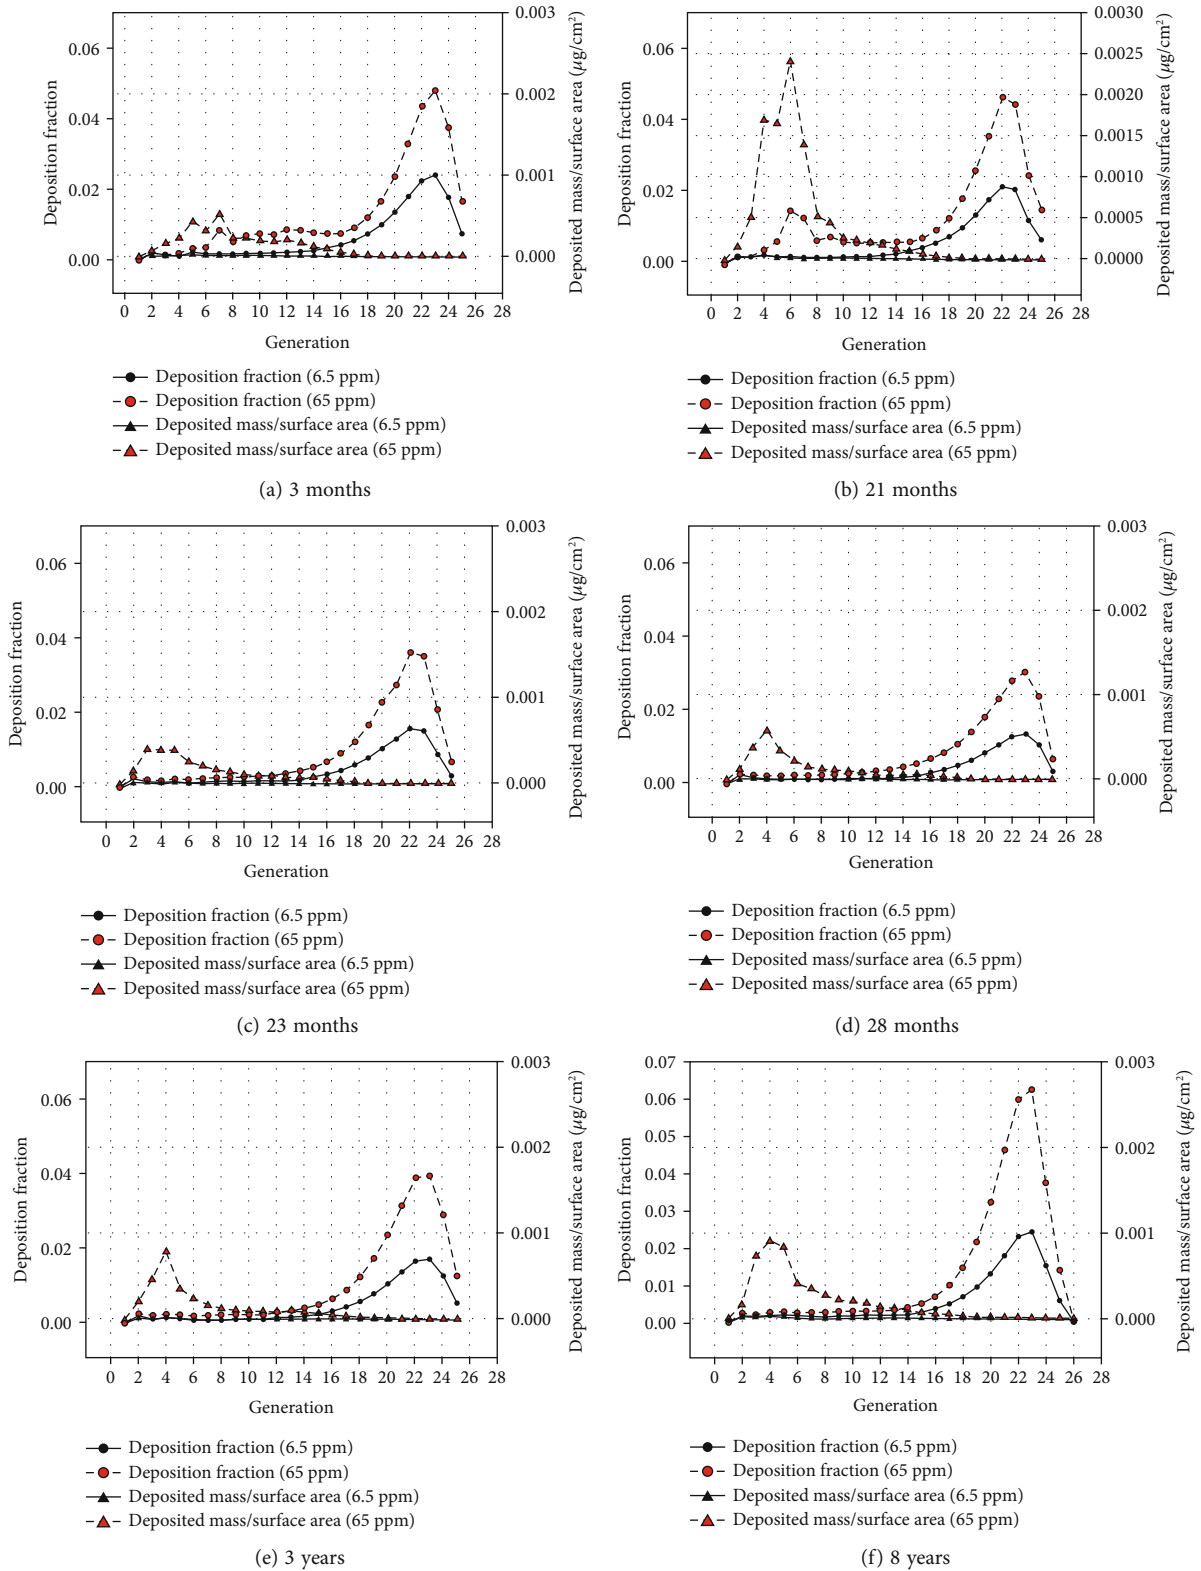 0.06
0.04
0.02
0.00
Deposition fraction
0.003
0.002
0.001
0.000
Deposited mass/surface area (μg/cm²)
0 2 4 6 8 10 12 14 16 18 20 22 24 26 28
Generation
Deposition fraction (6.5 ppm)
Deposition fraction (65 ppm)
Deposited mass/surface area (6.5 ppm)
Deposited mass/surface area (65 ppm)
(a) 3 months
0.06
0.04
0.02
0.00
Deposition fraction
0.0030
0.0025
0.0020
0.0015
0.0010
0.0005
0.0000
Deposited mass/surface area (μg/cm²)
0 2 4 6 8 10 12 14 16 18 20 22 24 26 28
Generation
Deposition fraction (6.5 ppm)
Deposition fraction (65 ppm)
Deposited mass/surface area (6.5 ppm)
Deposited mass/surface area (65 ppm)
(b) 21 months
0.06
0.04
0.02
0.00
Deposition fraction
0.003
0.002
0.001
0.000
Deposited mass/surface area (μg/cm²)
0 2 4 6 8 10 12 14 16 18 20 22 24 26 28
Generation
Deposition fraction (6.5 ppm)
Deposition fraction (65 ppm)
Deposited mass/surface area (6.5 ppm)
Deposited mass/surface area (65 ppm)
(c) 23 months
0.06
0.04
0.02
0.00
Deposition fraction
0.003
0.002
0.001
0.000
Deposited mass/surface area (μg/cm²)
0 2 4 6 8 10 12 14 16 18 20 22 24 26 28
Generation
Deposition fraction (6.5 ppm)
Deposition fraction (65 ppm)
Deposited mass/surface area (6.5 ppm)
Deposited mass/surface area (65 ppm)
(d) 28 months
0.06
0.04
0.02
0.00
Deposition fraction
0.003
0.002
0.001
0.000
Deposited mass/surface area (μg/cm²)
0 2 4 6 8 10 12 14 16 18 20 22 24 26 28
Generation
Deposition fraction (6.5 ppm)
Deposition fraction (65 ppm)
Deposited mass/surface area (6.5 ppm)
Deposited mass/surface area (65 ppm)
(e) 3 years
0.07
0.06
0.05
0.04
0.03
0.02
0.01
0.00
Deposition fraction
0.003
0.002
0.001
0.000
Deposited mass/surface area (μg/cm²)
0 2 4 6 8 10 12 14 16 18 20 22 24 26 28
Generation
Deposition fraction (6.5 ppm)
Deposition fraction (65 ppm)
Deposited mass/surface area (6.5 ppm)
Deposited mass/surface area (65 ppm)
(f) 8 years